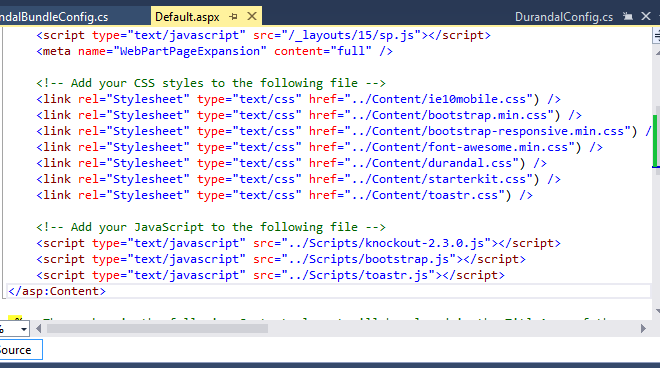 ndalBundleConfig.cs Default.aspx DurandalConfig.cs
<script type="text/javascript" src="/_layouts/15/sp.js"></script>
<meta name="WebPartPageExpansion" content="full" />
<!-- Add your CSS styles to the following file -->
<link rel="Stylesheet" type="text/css" href="../Content/ie10mobile.css") />
<link rel="Stylesheet" type="text/css" href="../Content/bootstrap.min.css") />
<link rel="Stylesheet" type="text/css" href="../Content/bootstrap-responsive.min.css") /
<link rel="Stylesheet" type="text/css" href="../Content/font-awesome.min.css") />
<link rel="Stylesheet" type="text/css" href="../Content/durandal.css") />
<link rel="Stylesheet" type="text/css" href="../Content/starterkit.css") />
<link rel="Stylesheet" type="text/css" href="../Content/toastr.css") />
<!-- Add your JavaScript to the following file -->
<script type="text/javascript" src="../Scripts/knockout-2.3.0.js"></script>
<script type="text/javascript" src="../Scripts/bootstrap.js"></script>
<script type="text/javascript" src="../Scripts/toastr.js"></script>
</asp:Content>
%
Source